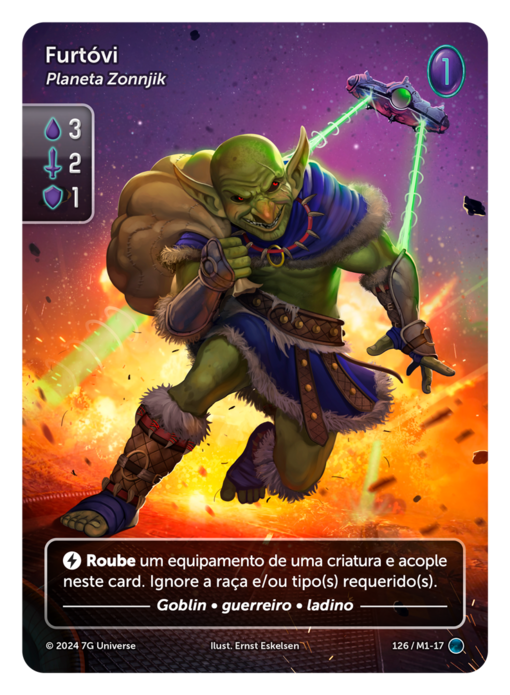 Furtóvi
1
Planeta Zonnjik
3
2
1
Roube um equipamento de uma criatura e acople
neste card. Ignore a raça e/ou tipo(s) requerido(s).
Goblin • guerreiro • ladino
© 2024 7G Universe Ilust. Ernst Eskelsen 126 / M1-17